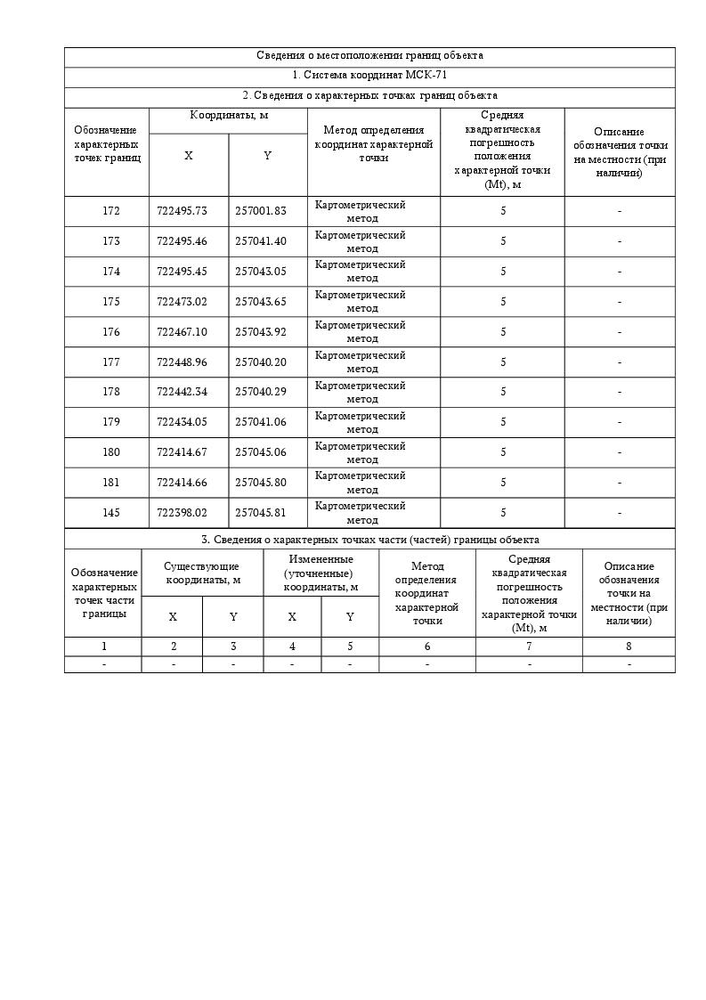 Сведения о местоположении границ объекта
1. Система координат МСК-71
2. Сведения о характерных точках границ объекта
Обозначение
характерных
точек границ
Координаты, м
X
Y
Метод определения
координат характерной
точки
Средняя
квадратическая
погрешность
положения
характерной точки
(Mt), м
Описание
обозначения точки
на местности (при
наличии)
172 722495.73 257001.83 Картометрический
метод 5 -
173 722495.46 257041.40 Картометрический
метод 5 -
174 722495.45 257043.05 Картометрический
метод 5 -
175 722473.02 257043.65 Картометрический
метод 5 -
176 722467.10 257043.92 Картометрический
метод 5 -
177 722448.96 257040.20 Картометрический
метод 5 -
178 722442.34 257040.29 Картометрический
метод 5 -
179 722434.05 257041.06 Картометрический
метод 5 -
180 722414.67 257045.06 Картометрический
метод 5 -
181 722414.66 257045.80 Картометрический
метод 5 -
145 722398.02 257045.81 Картометрический
метод 5 -
3. Сведения о характерных точках части (частей) границы объекта
Обозначение
характерных
точек части
границы
Существующие
координаты, м
X
Y
Измененные
(уточненные)
координаты, м
X
Y
Метод
определения
координат
характерной
точки
Средняя
квадратическая
погрешность
положения
характерной точки
(Mt), м
Описание
обозначения
точки на
местности (при
наличии)
1 2 3 4 5 6 7 8
- - - - - - - -